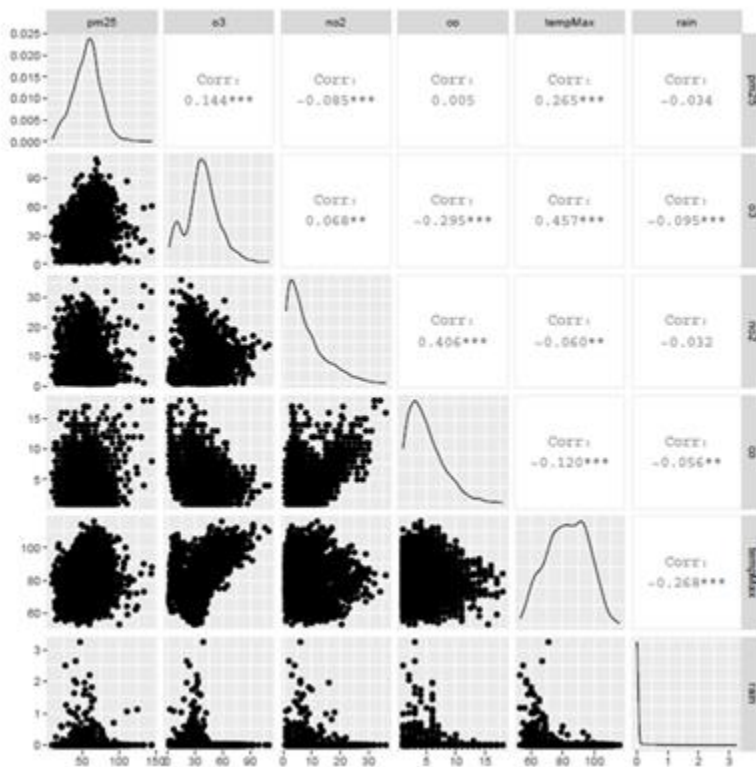 pm25 o3 no2 co tempMax rain
0.025
0.020
0.015
0.010
0.005
0.000
Corr:
0.144***
Corr:
-0.085***
Corr:
0.005
Corr:
0.265***
Corr:
-0.034
pm25
90
60
30
0
Corr:
0.068**
Corr:
-0.295***
Corr:
0.457***
Corr:
-0.095***
o3
30
20
10
0
Corr:
0.406***
Corr:
-0.060**
Corr:
-0.032
no2
15
10
5
Corr:
-0.120***
Corr:
-0.056**
co
100
80
60
Corr:
-0.268***
tempMax
3
2
1
0
rain
50 100 150 0 30 60 90 0 10 20 30 5 10 15 60 80 100 0 1 2 3